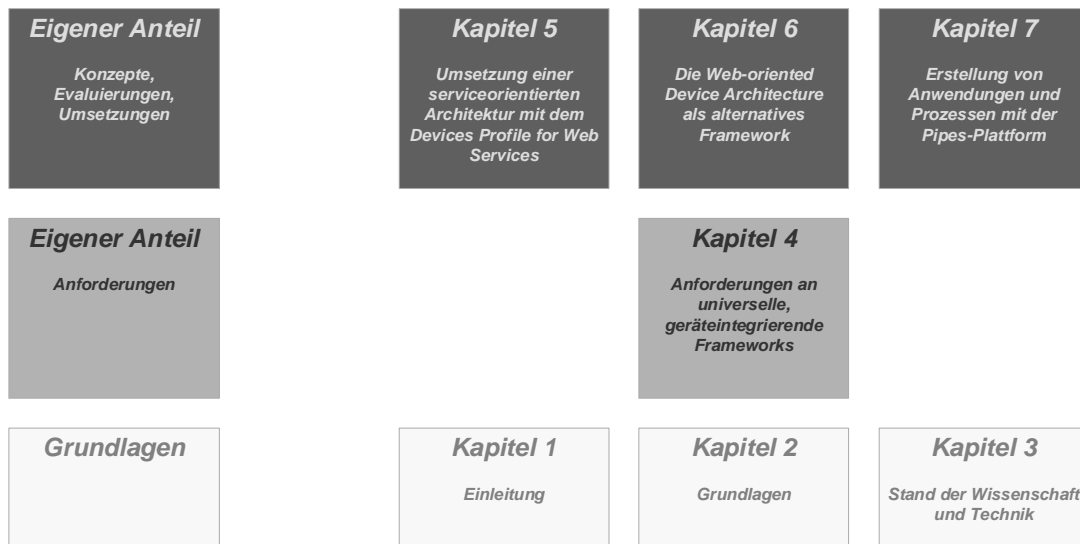 Eigener Anteil
Konzepte,
Evaluierungen,
Umsetzungen
Kapitel 5
Umsetzung einer
serviceorientierten
Architektur mit dem
Devices Profile for Web
Services
Kapitel 6
Die Web-oriented
Device Architecture
als alternatives
Framework
Kapitel 7
Erstellung von
Anwendungen und
Prozessen mit der
Pipes-Plattform
Eigener Anteil
Anforderungen
Kapitel 4
Anforderungen an
universelle,
geräteintegrierende
Frameworks
Grundlagen
Kapitel 1
Einleitung
Kapitel 2
Grundlagen
Kapitel 3
Stand der Wissenschaft
und Technik